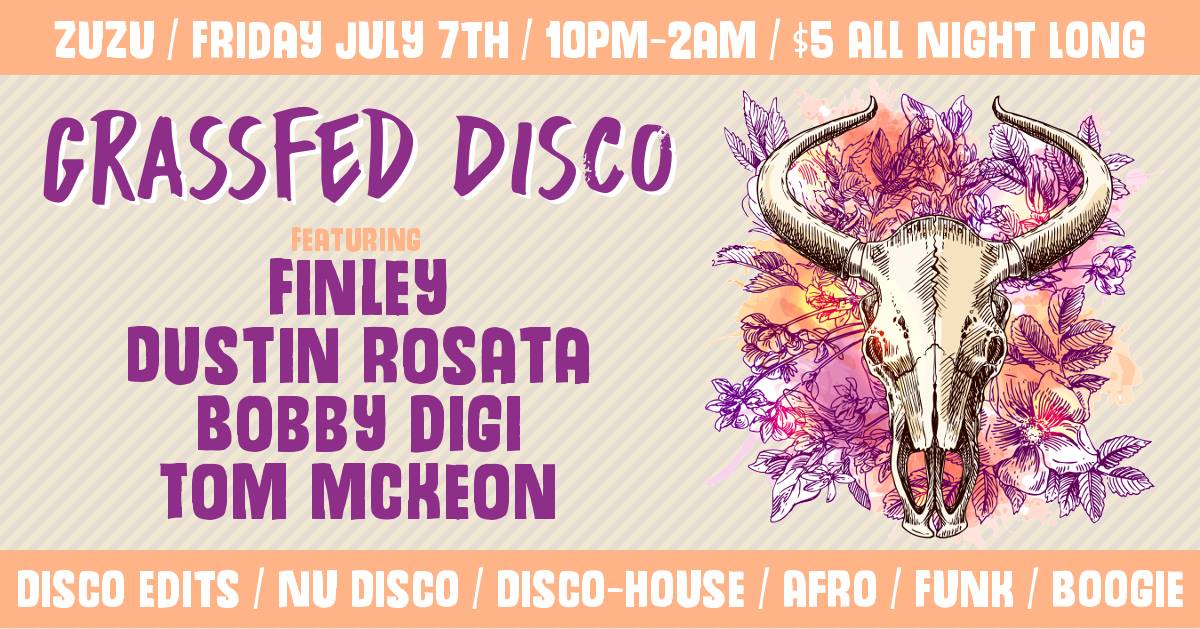 ZUZU / FRIDAY JULY 7TH / 10PM-2AM / $5 ALL NIGHT LONG
GRASSFED DISCO
FEATURING
FINLEY
DUSTIN ROSATA
BOBBY DIGI
TOM MCKEON
DISCO EDITS / NU DISCO / DISCO-HOUSE / AFRO / FUNK / BOOGIE